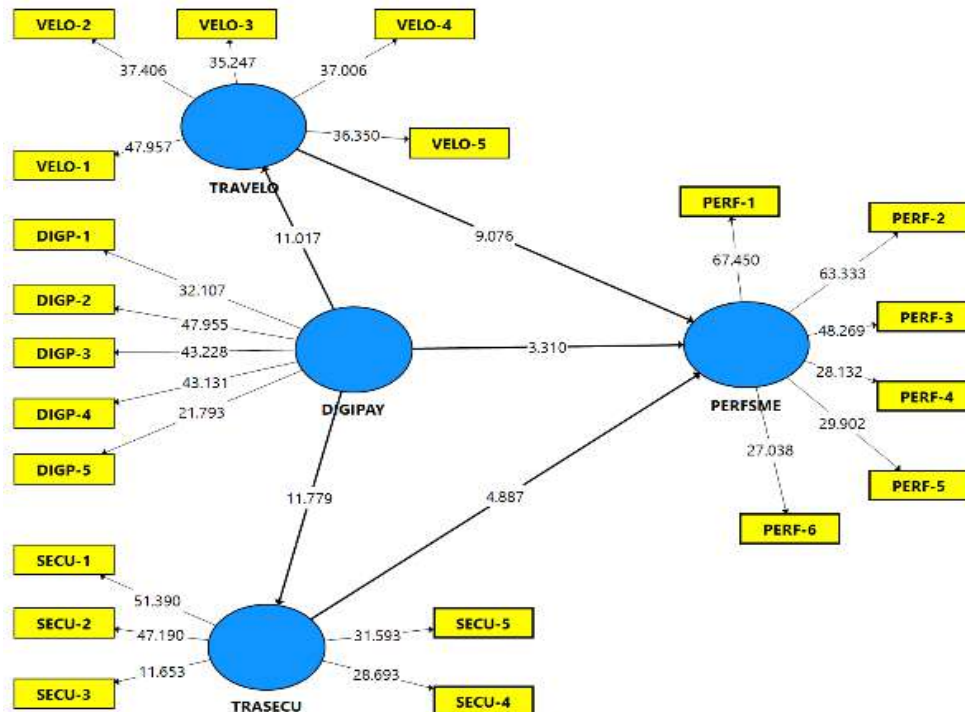 VELO-2
VELO-3
VELO-4
37.406
35.247
37.006
VELO-1
47.957
36.350
VELO-5
TRAVELO
DIGP-1
DIGP-2
DIGP-3
DIGP-4
DIGP-5
32.107
47.955
43.228
43.131
21.793
11.017
DIGIPAY
9.076
3.310
11.779
4.887
PERF-1
PERF-2
PERF-3
PERF-4
PERF-5
PERF-6
67.450
63.333
48.269
28.132
29.902
27.038
PERFSME
SECU-1
SECU-2
SECU-3
51.390
47.190
11.653
31.593
28.693
SECU-5
SECU-4
TRASECU